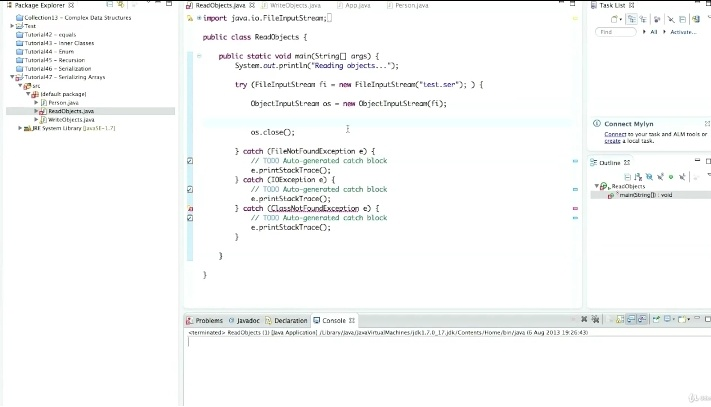 Package Explorer
Collection13 - Complex Data Structures
Test
Tutorial42 - equals
Tutorial43 - Inner Classes
Tutorial44 - Enum
Tutorial45 - Recursion
Tutorial46 - Serialization
Tutorial47 - Serializing Arrays
src
(default package)
Person.java
ReadObjects.java
WriteObjects.java
JRE System Library [JavaSE-1.7]
ReadObjects.java
WriteObjects.java
App.java
Person.java
import java.io.FileInputStream;
public class ReadObjects {
public static void main(String[] args) {
System.out.println("Reading objects...");
try (FileInputStream fi = new FileInputStream("test.ser"); ) {
ObjectInputStream os = new ObjectInputStream(fi);
os.close();
} catch (FileNotFoundException e) {
// TODO Auto-generated catch block
e.printStackTrace();
} catch (IOException e) {
// TODO Auto-generated catch block
e.printStackTrace();
} catch (ClassNotFoundException e) {
// TODO Auto-generated catch block
e.printStackTrace();
}
}
}
Task List
Find
All
Activate...
Connect Mylyn
Connect to your task and ALM tools or
create a local task.
Outline
ReadObjects
main(String[]) : void
Problems
Javadoc
Declaration
Console
<terminated> ReadObjects (1) [Java Application] /Library/Java/JavaVirtualMachines/jdk1.7.0_17.jdk/Contents/Home/bin/java (6 Aug 2013 19:26:43)